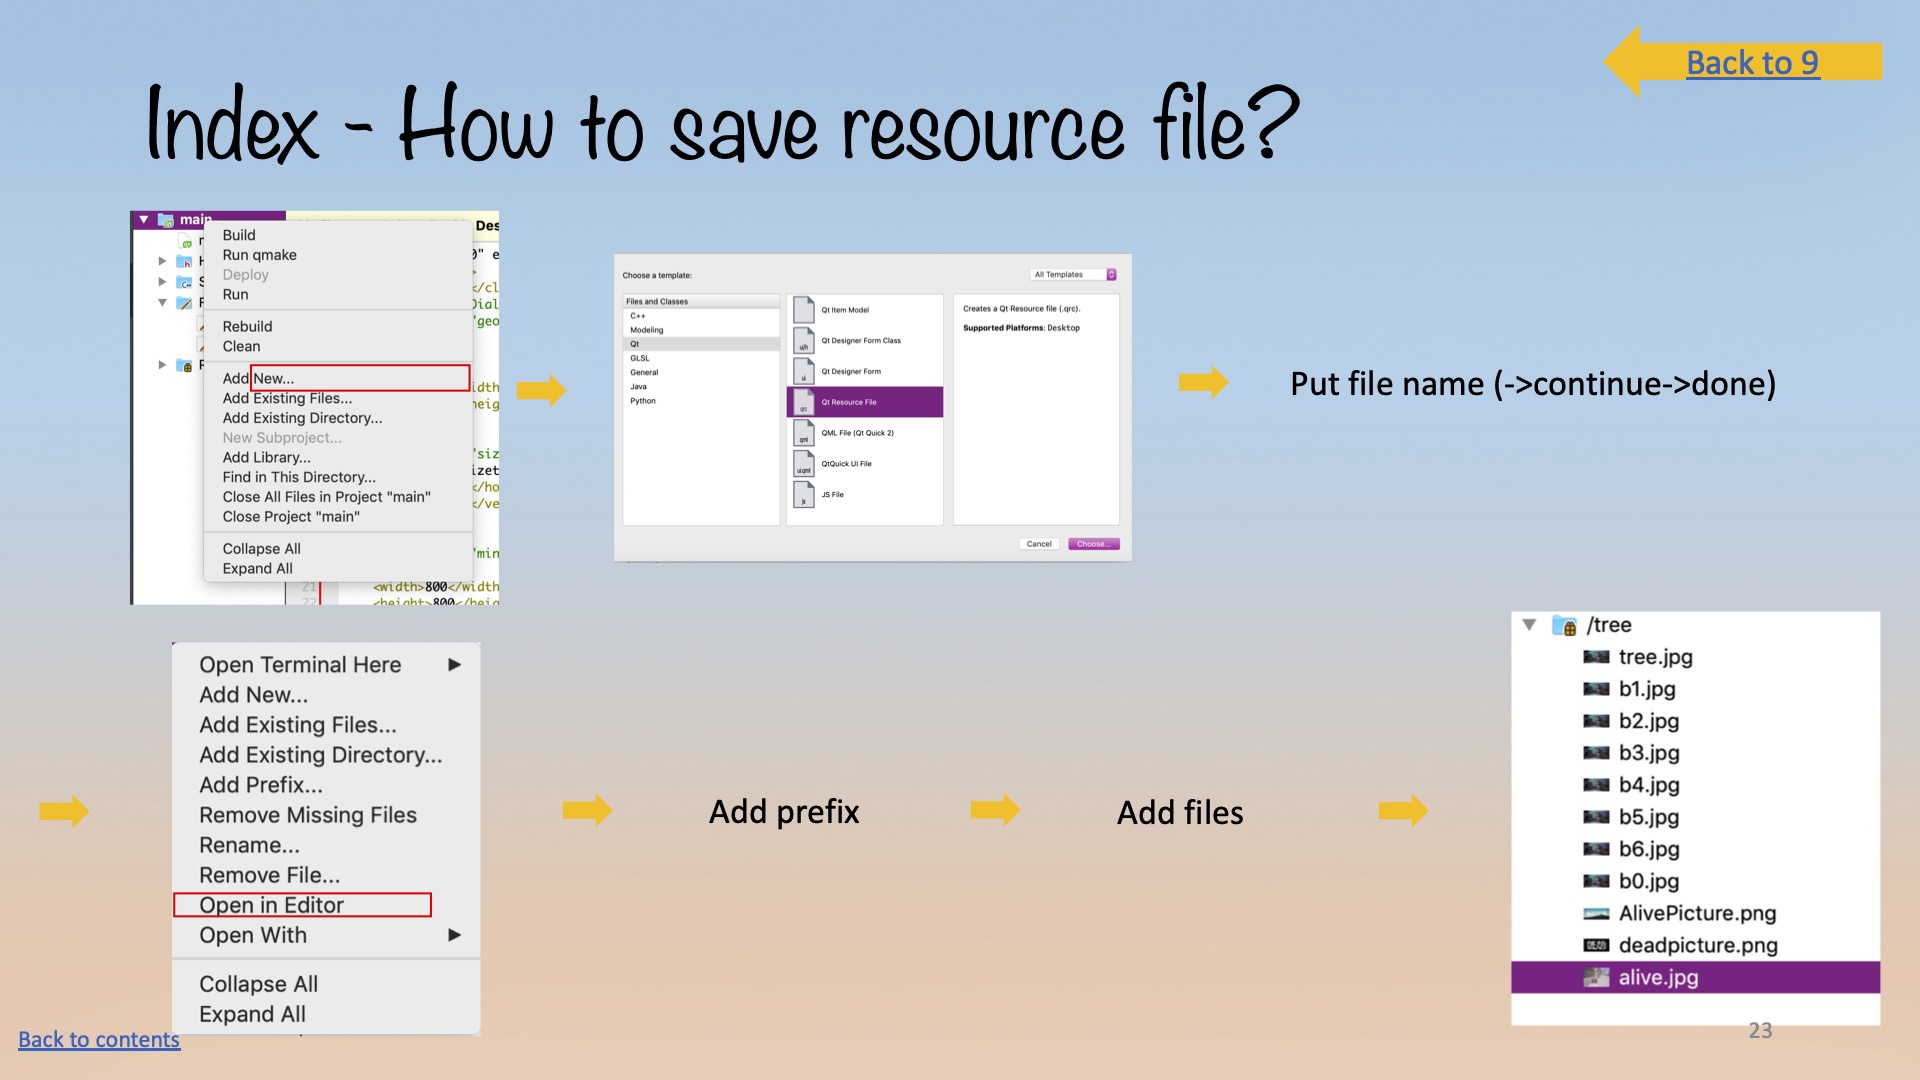 Back to 9
Index - How to save resource file?
main
Build
Run qmake
Deploy
Run
Rebuild
Clean
Add New...
Add Existing Files...
Add Existing Directory...
New Subproject...
Add Library...
Find in This Directory...
Close All Files in Project "main"
Close Project "main"
Collapse All
Expand All
21 <width>800</width
22 <height>800</heig
Choose a template:
All Templates
Files and Classes
C++
Modeling
Qt
GLSL
General
Java
Python
Qt Item Model
Qt Designer Form Class
Qt Designer Form
Qt Resource File
QML File (Qt Quick 2)
QtQuick UI File
JS File
Creates a Qt Resource file (.qrc).
Supported Platforms: Desktop
Cancel
Choose...
Put file name (->continue->done)
Open Terminal Here
Add New...
Add Existing Files...
Add Existing Directory...
Add Prefix...
Remove Missing Files
Rename...
Remove File...
Open in Editor
Open With
Collapse All
Expand All
Add prefix
Add files
/tree
tree.jpg
b1.jpg
b2.jpg
b3.jpg
b4.jpg
b5.jpg
b6.jpg
b0.jpg
AlivePicture.png
deadpicture.png
alive.jpg
Back to contents
23